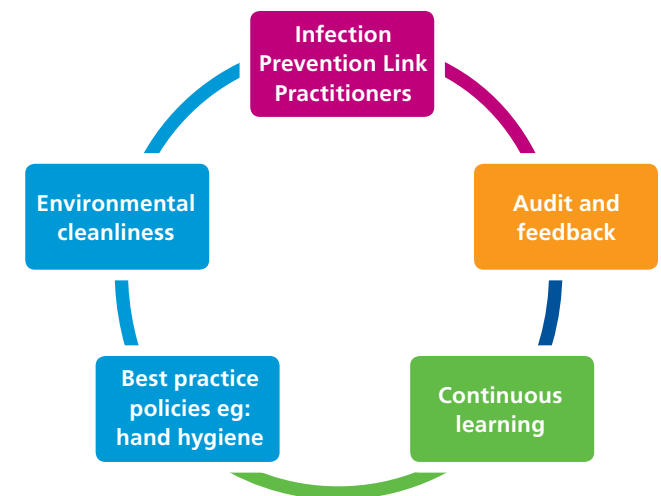 Infection
Prevention Link
Practitioners
Environmental
cleanliness
Audit and
feedback
Best practice
policies eg:
hand hygiene
Continuous
learning